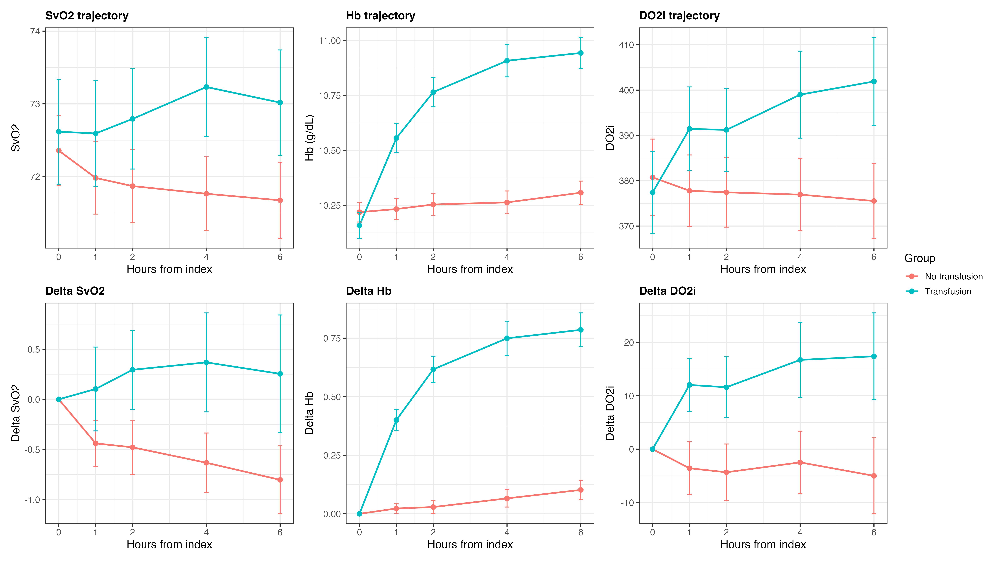 SvO2 trajectory
74
73
72
SvO2
0 1 2 4 6
Hours from index
Hb trajectory
11.00
10.75
10.50
10.25
Hb (g/dL)
0 1 2 4 6
Hours from index
DO2i trajectory
410
400
390
380
370
DO2i
0 1 2 4 6
Hours from index
Group
No transfusion
Transfusion
Delta SvO2
0.5
0.0
-0.5
-1.0
Delta SvO2
0 1 2 4 6
Hours from index
Delta Hb
0.75
0.50
0.25
0.00
Delta Hb
0 1 2 4 6
Hours from index
Delta DO2i
20
10
0
-10
Delta DO2i
0 1 2 4 6
Hours from index